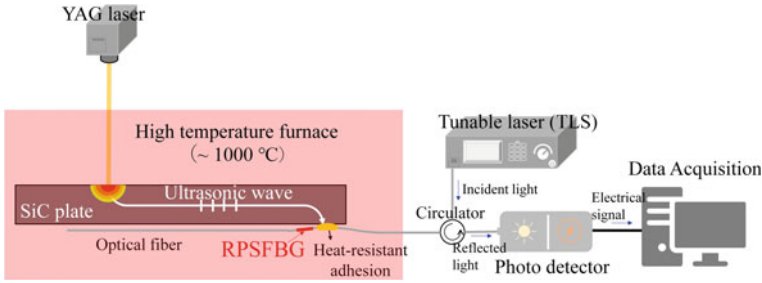 YAG laser
High temperature furnace
(~ 1000 ℃)
Ultrasonic wave
SiC plate
Optical fiber
RPSFBG
Heat-resistant
adhesion
Tunable laser (TLS)
Incident light
Circulator
Reflected
light
Photo detector
Electrical
signal
Data Acquisition